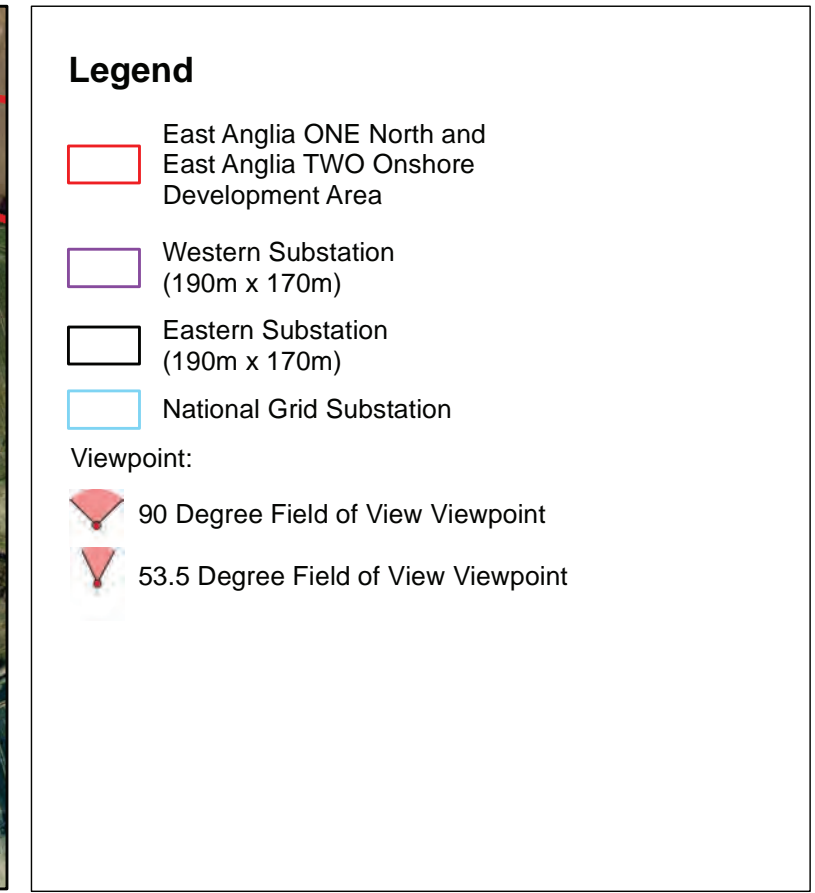 Legend
East Anglia ONE North and
East Anglia TWO Onshore
Development Area
Western Substation
(190m x 170m)
Eastern Substation
(190m x 170m)
National Grid Substation
Viewpoint:
90 Degree Field of View Viewpoint
53.5 Degree Field of View Viewpoint